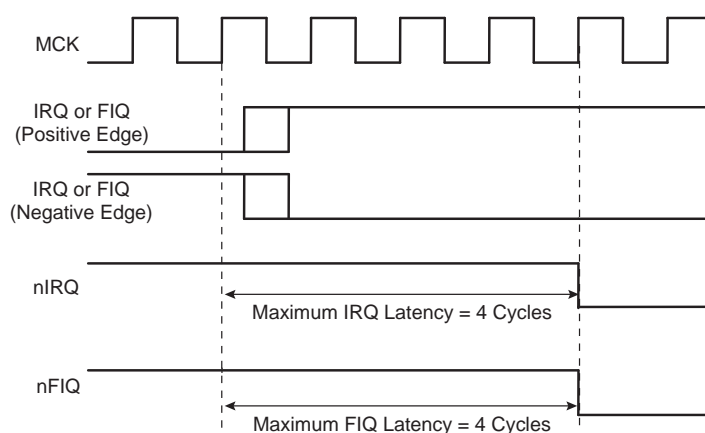 MCK
IRQ or FIQ
(Positive Edge)
IRQ or FIQ
(Negative Edge)
nIRQ
Maximum IRQ Latency = 4 Cycles
nFIQ
Maximum FIQ Latency = 4 Cycles